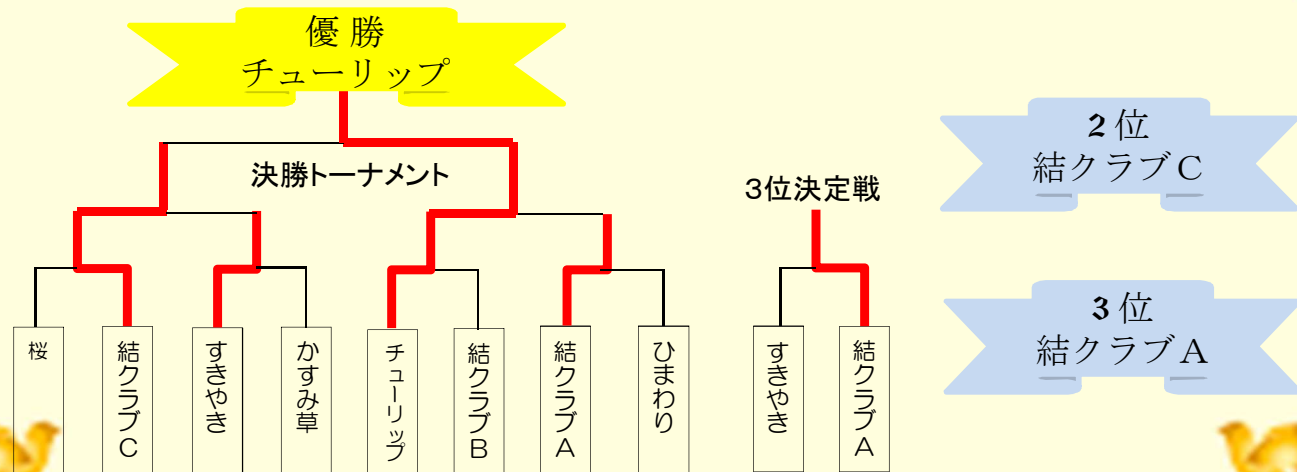 優勝
チューリップ
決勝トーナメント
3位決定戦
2位
結クラブC
3位
結クラブA
桜
結クラブC
すきやき
かすみ草
チューリップ
結クラブB
結クラブA
ひまわり
すきやき
結クラブA